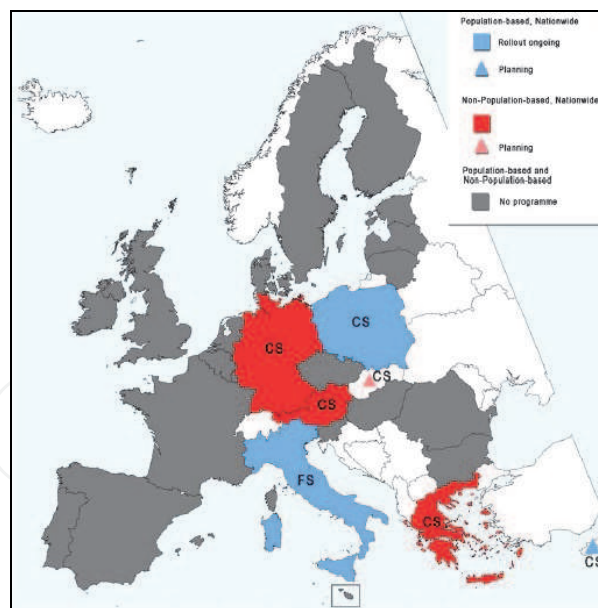 Population-based, Nationwide
Rollout ongoing
Planning
Non-Population-based, Nationwide
Planning
Population-based and
Non-Population-based
No programme
CS
CS
CS
CS
FS
CS
CS